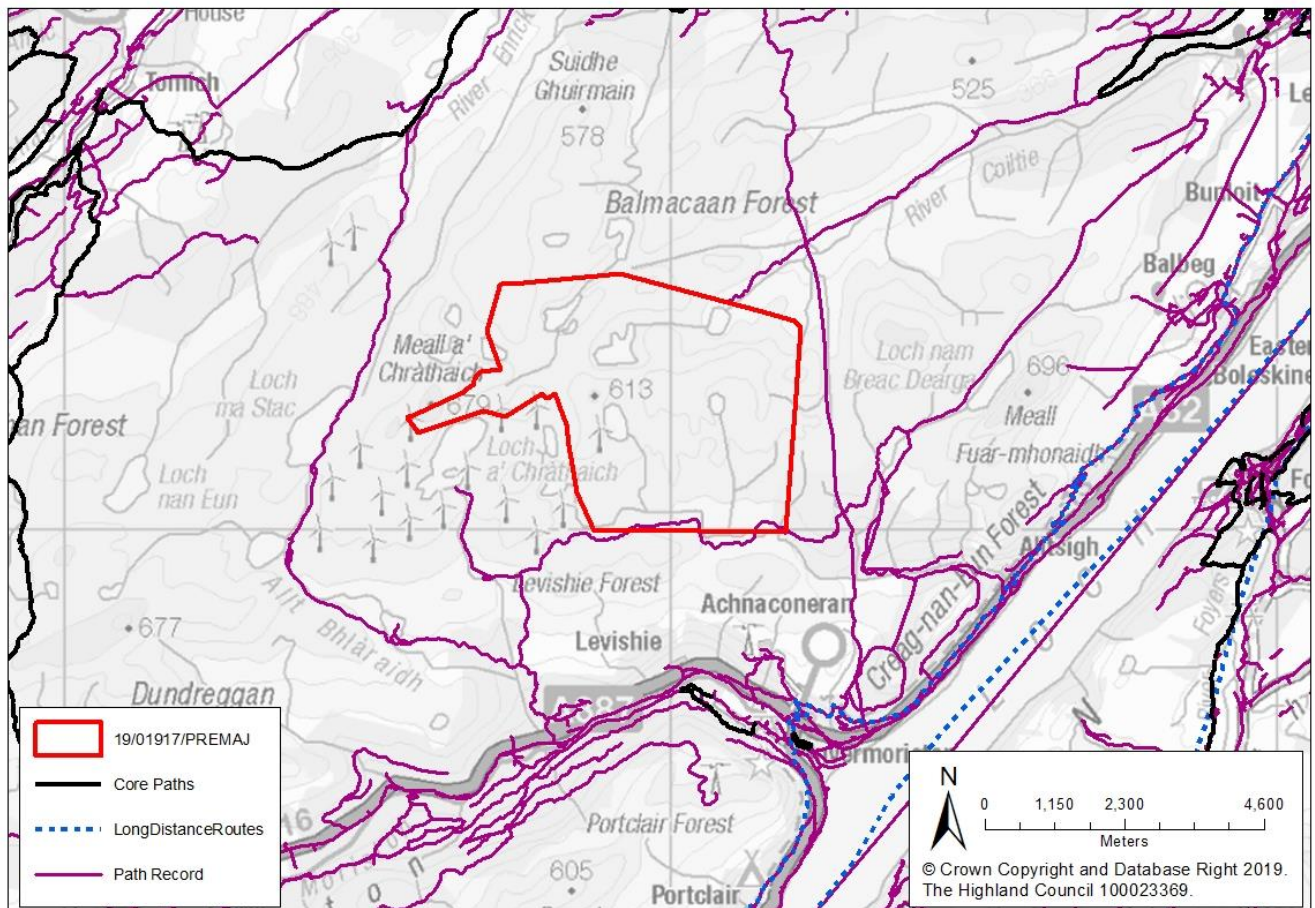 House
Tomich
River Enrick
Suidhe
Ghuirmain
578
525
Balmacaan Forest
River Coiltie
Bunloit
Balbeg
Meall a'
Chràthaich
679
613
Loch
ma Stac
Loch nam
Breac Dearga
696
Meall
Fuar-mhonaidh
A82
Easter
Boleskine
Loch
a' Chràthaich
Loch
nan Eun
an Forest
Levishie Forest
Achnaconeran
Levishie
Creag-nan-Eun Forest
Alltsigh
Foyers
River
Allt
Bhlàraidh
677
Dundreggan
N
Portclair Forest
605
Portclair
19/01917/PREMAJ
Core Paths
LongDistanceRoutes
Path Record
N
0 1,150 2,300 4,600
Meters
© Crown Copyright and Database Right 2019.
The Highland Council 100023369.